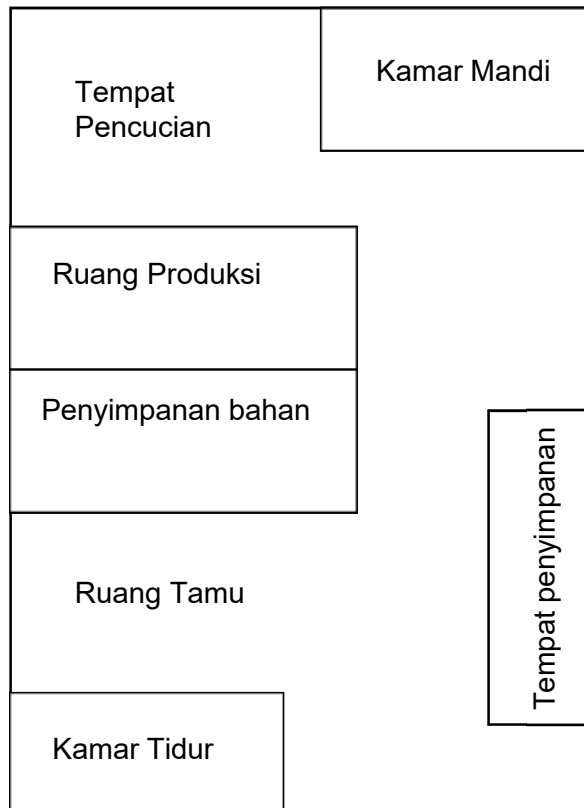 Tempat
Pencucian
Kamar Mandi
Ruang Produksi
Penyimpanan bahan
Tempat penyimpanan
Ruang Tamu
Kamar Tidur